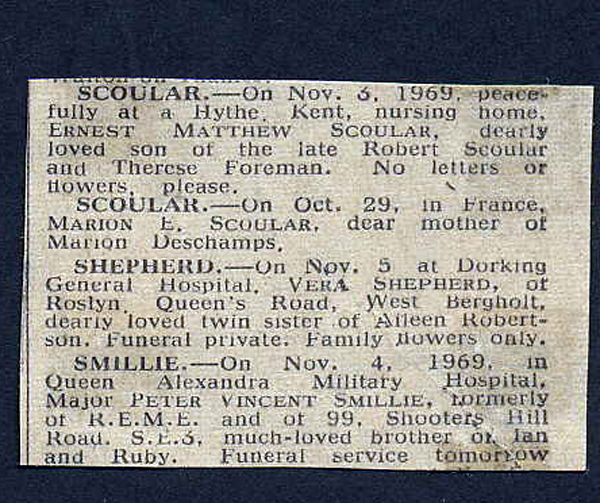 SCOULAR.—On Nov. 3, 1969, peace-
fully at a Hythe, Kent, nursing home,
ERNEST MATTHEW SCOULAR, dearly
loved son of the late Robert Scoular
and Therese Foreman. No letters or
flowers, please.
SCOULAR.—On Oct. 29, in France,
MARION E. SCOULAR, dear mother of
Marion Deschamps.
SHEPHERD.—On Nov. 5 at Dorking
General Hospital, VERA SHEPHERD, of
Roslyn, Queen's Road, West Bergholt,
dearly loved twin sister of Aileen Robert-
son. Funeral private. Family flowers only.
SMILLIE.—On Nov. 4, 1969, in
Queen Alexandra Military Hospital,
Major PETER VINCENT SMILLIE, formerly
of R.E.M.E. and of 99, Shooters Hill
Road, S.E.3, much-loved brother of Ian
and Ruby. Funeral service tomorrow